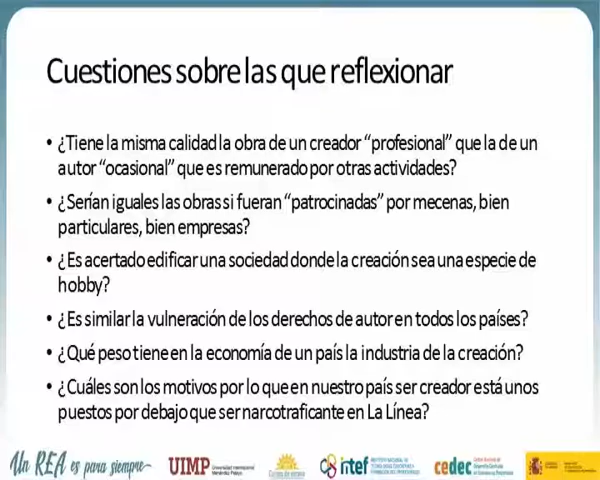 Cuestiones sobre las que reflexionar
• ¿Tiene la misma calidad la obra de un creador “profesional” que la de un
autor “ocasional” que es remunerado por otras actividades?
• ¿Serían iguales las obras si fueran “patrocinadas” por mecenas, bien
particulares, bien empresas?
• ¿Es acertado edificar una sociedad donde la creación sea una especie de
hobby?
• ¿Es similar la vulneración de los derechos de autor en todos los países?
• ¿Qué peso tiene en la economía de un país la industria de la creación?
• ¿Cuáles son los motivos por lo que en nuestro país ser creador está unos
puestos por debajo que ser narcotraficante en La Línea?
Un REA es para siempre
UIMP Universidad Internacional
Menéndez Pelayo
intef
cedec